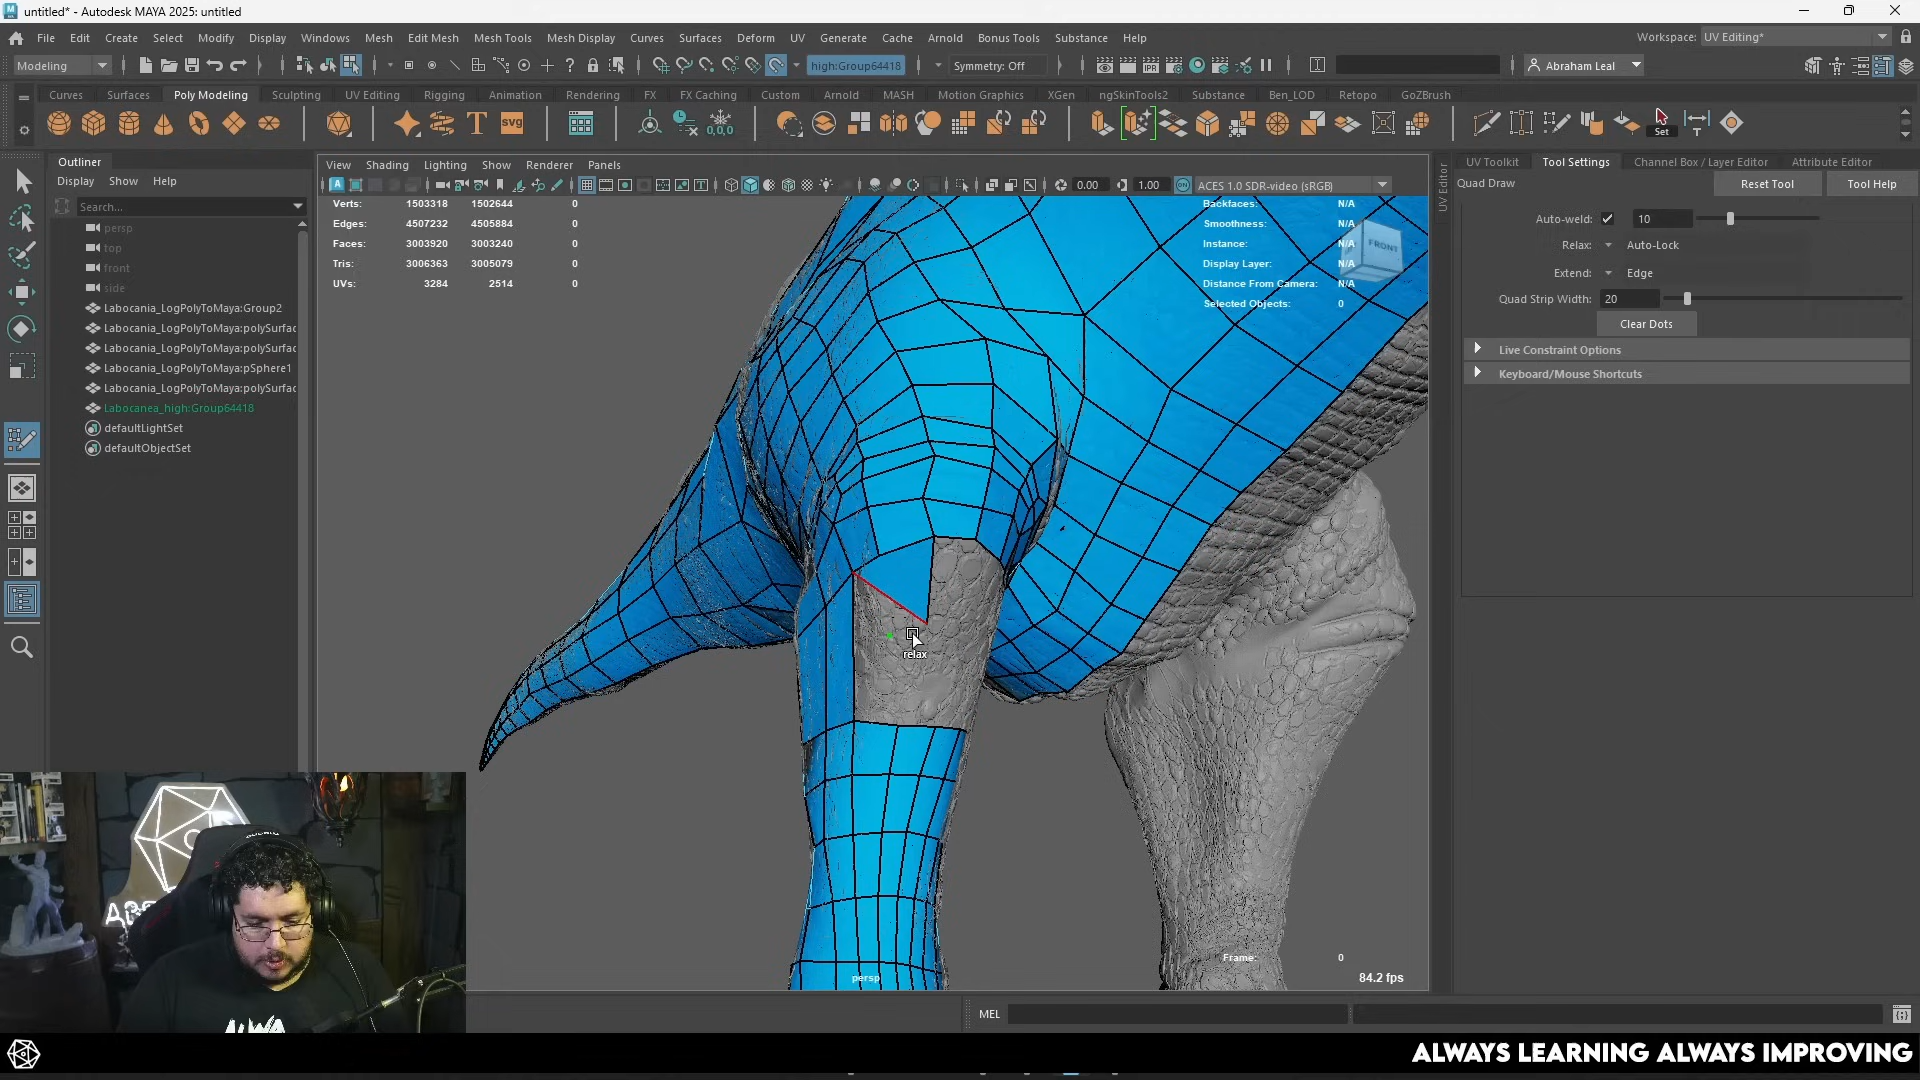 untitled* - Autodesk MAYA 2025: untitled
File Edit Create Select Modify Display Windows Mesh Edit Mesh Mesh Tools Mesh Display Curves Surfaces Deform UV Generate Cache Arnold Bonus Tools Substance Help
Workspace: UV Editing*
Modeling
high:Group64418
Symmetry: Off
Abraham Leal
Curves Surfaces Poly Modeling Sculpting UV Editing Rigging Animation Rendering FX FX Caching Custom Arnold MASH Motion Graphics XGen ngSkinTools2 Substance Ben_LOD Retopo GoZBrush
T
SVG
0,0,0
Set
Outliner
Display Show Help
Search...
persp
top
front
side
Labocania_LogPolyToMaya:Group2
Labocania_LogPolyToMaya:polySurfac
Labocania_LogPolyToMaya:polySurfac
Labocania_LogPolyToMaya:pSphere1
Labocania_LogPolyToMaya:polySurfac
Labocanea_high:Group64418
defaultLightSet
defaultObjectSet
View Shading Lighting Show Renderer Panels
0.00
1.00
ACES 1.0 SDR-video (sRGB)
Verts: 1503318 1502644 0
Edges: 4507232 4505884 0
Faces: 3003920 3003240 0
Tris: 3006363 3005079 0
UVs: 3284 2514 0
Backfaces: N/A
Smoothness: N/A
Instance: N/A
Display Layer: N/A
Distance From Camera: N/A
Selected Objects: 0
FRONT
relax
persp
Frame: 0
84.2 fps
UV Editor
UV Toolkit Tool Settings Channel Box / Layer Editor Attribute Editor
Quad Draw
Reset Tool
Tool Help
Auto-weld: 10
Relax: Auto-Lock
Extend: Edge
Quad Strip Width: 20
Clear Dots
Live Constraint Options
Keyboard/Mouse Shortcuts
MEL
ALWAYS LEARNING ALWAYS IMPROVING